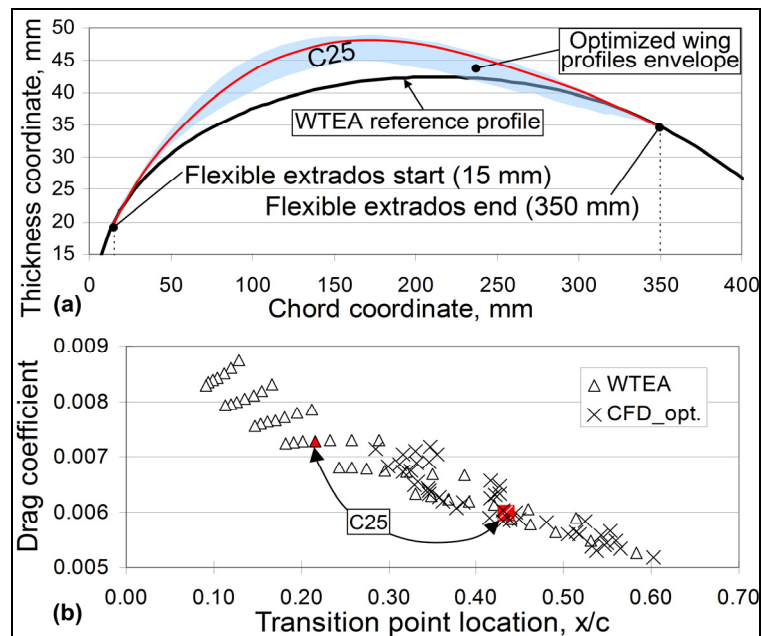 50
45
40
35
30
25
20
15
Thickness coordinate, mm
C25
Optimized wing
profiles envelope
WTEA reference profile
Flexible extrados start (15 mm)
Flexible extrados end (350 mm)
0 50 100 150 200 250 300 350 400
(a)
Chord coordinate, mm
0.009
0.008
0.007
0.006
0.005
Drag coefficient
WTEA
CFD_opt.
C25
0.00 0.10 0.20 0.30 0.40 0.50 0.60 0.70
(b)
Transition point location, x/c